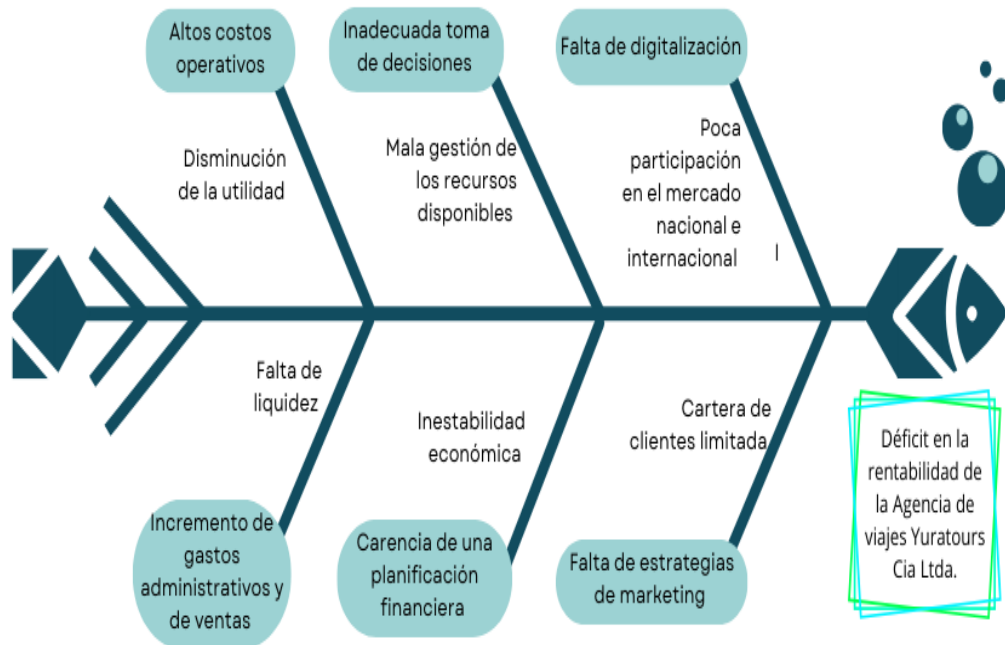 Altos costos
operativos
Inadecuada toma
de decisiones
Falta de digitalización
Disminución
de la utilidad
Mala gestión de
los recursos
disponibles
Poca
participación
en el mercado
nacional e
internacional
l
Falta de
liquidez
Inestabilidad
económica
Cartera de
clientes limitada
Incremento de
gastos
administrativos y
de ventas
Carencia de una
planificación
financiera
Falta de estrategias
de marketing
Déficit en la
rentabilidad de
la Agencia de
viajes Yuratours
Cia Ltda.